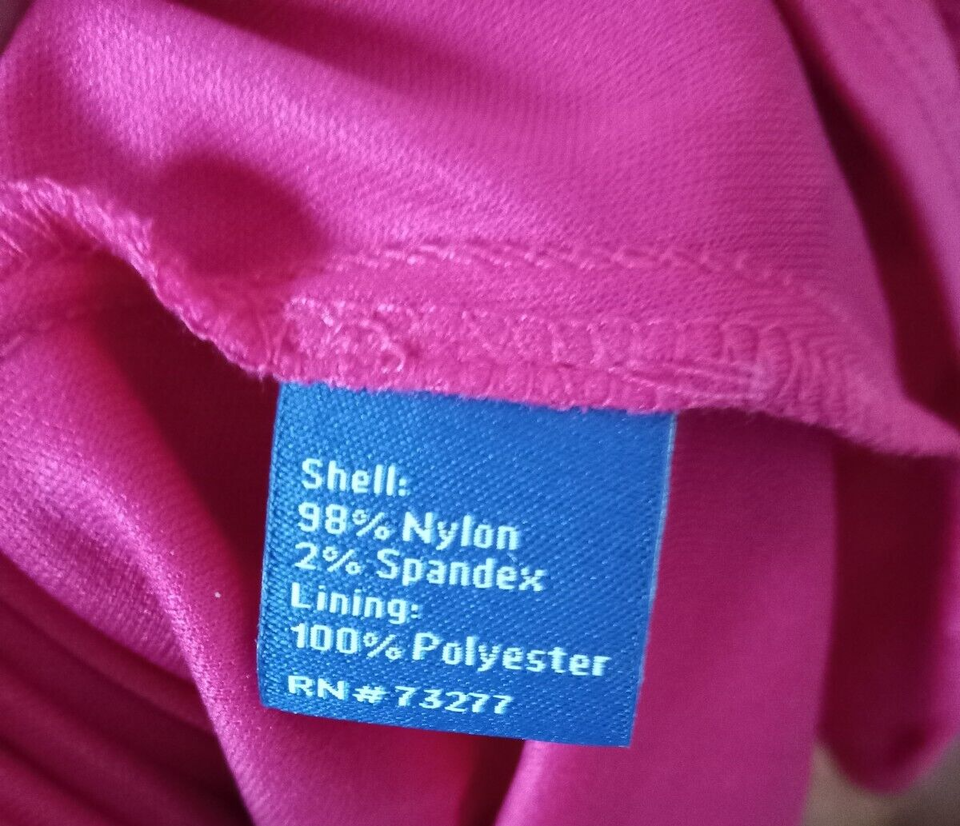 Shell:
98% Nylon
2% Spandex
Lining:
100% Polyester
RN # 73277